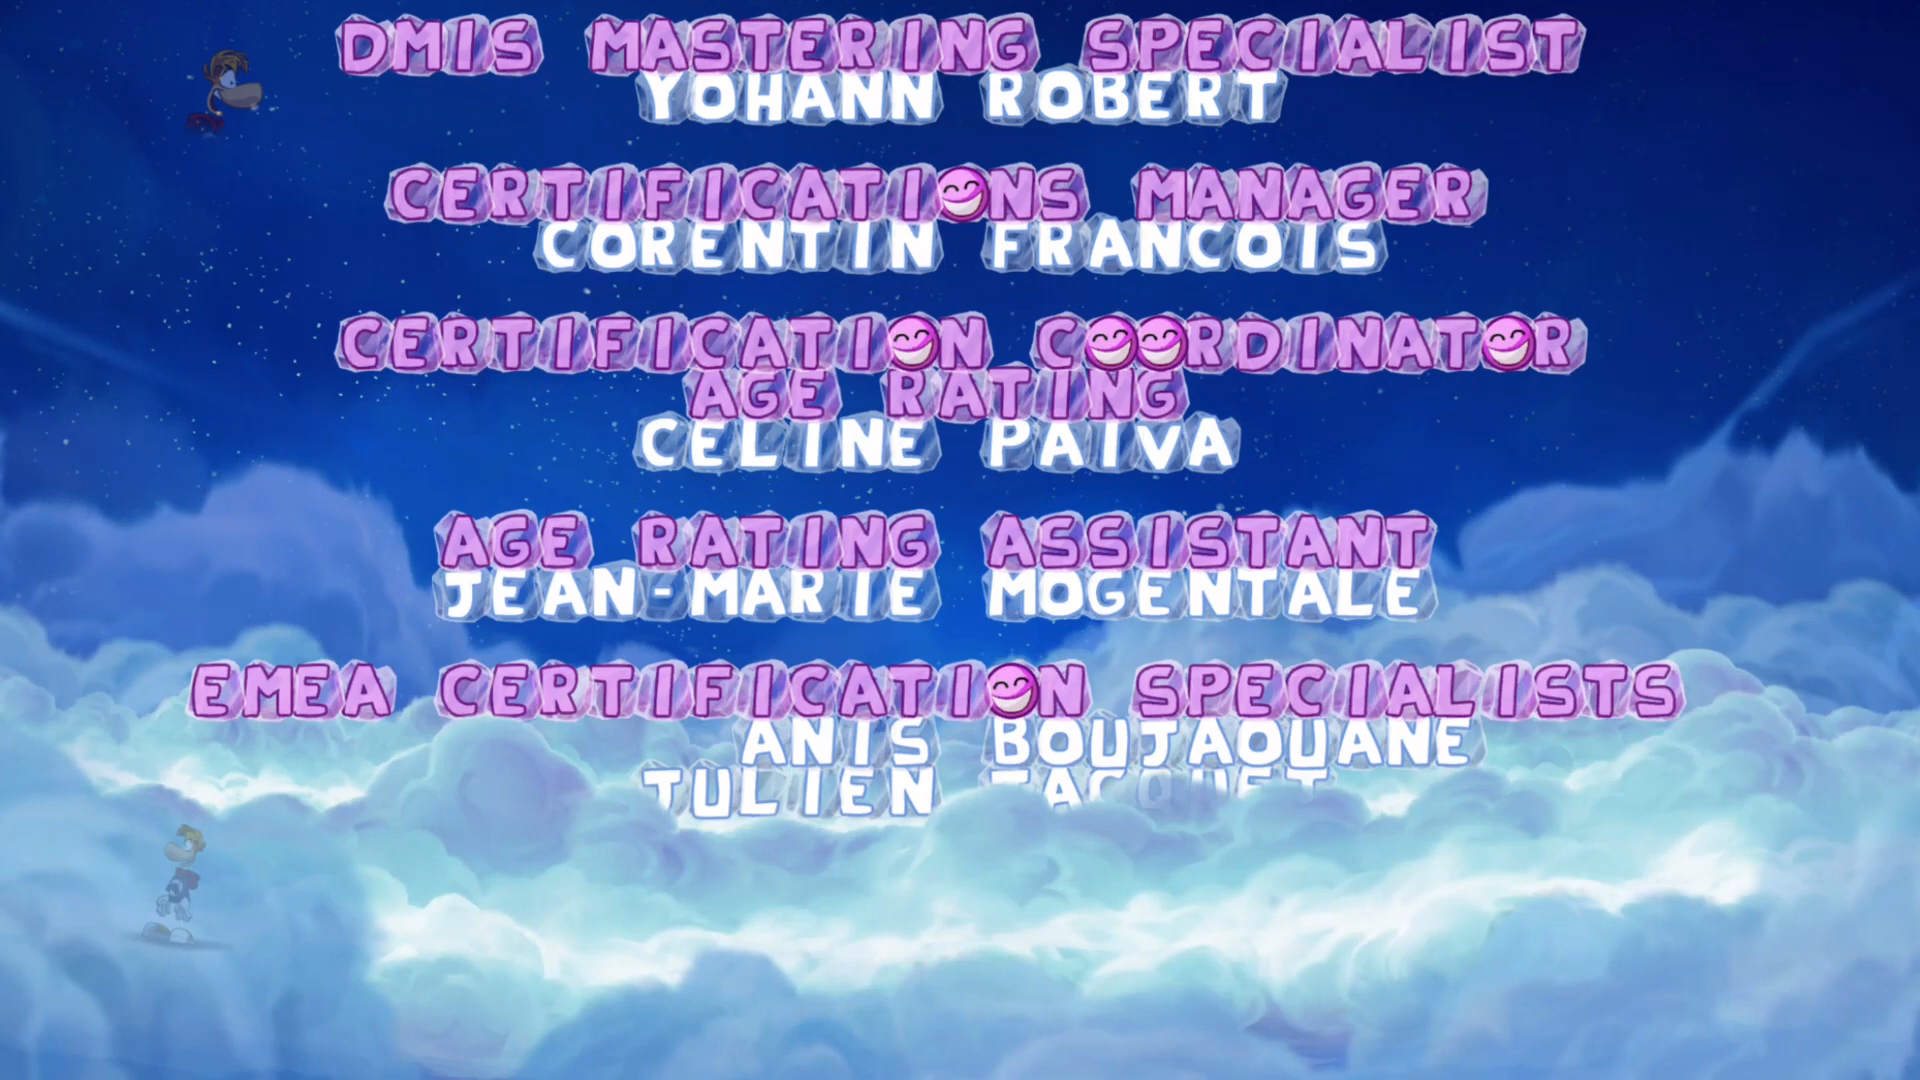 DMIS MASTERING SPECIALIST
YOHANN ROBERT
CERTIFICATIONS MANAGER
CORENTIN FRANCOIS
CERTIFICATION COORDINATOR
AGE RATING
CELINE PAIVA
AGE RATING ASSISTANT
JEAN-MARIE MOGENTALE
EMEA CERTIFICATION SPECIALISTS
ANIS BOUJAOUANE
JULIEN JACQUET